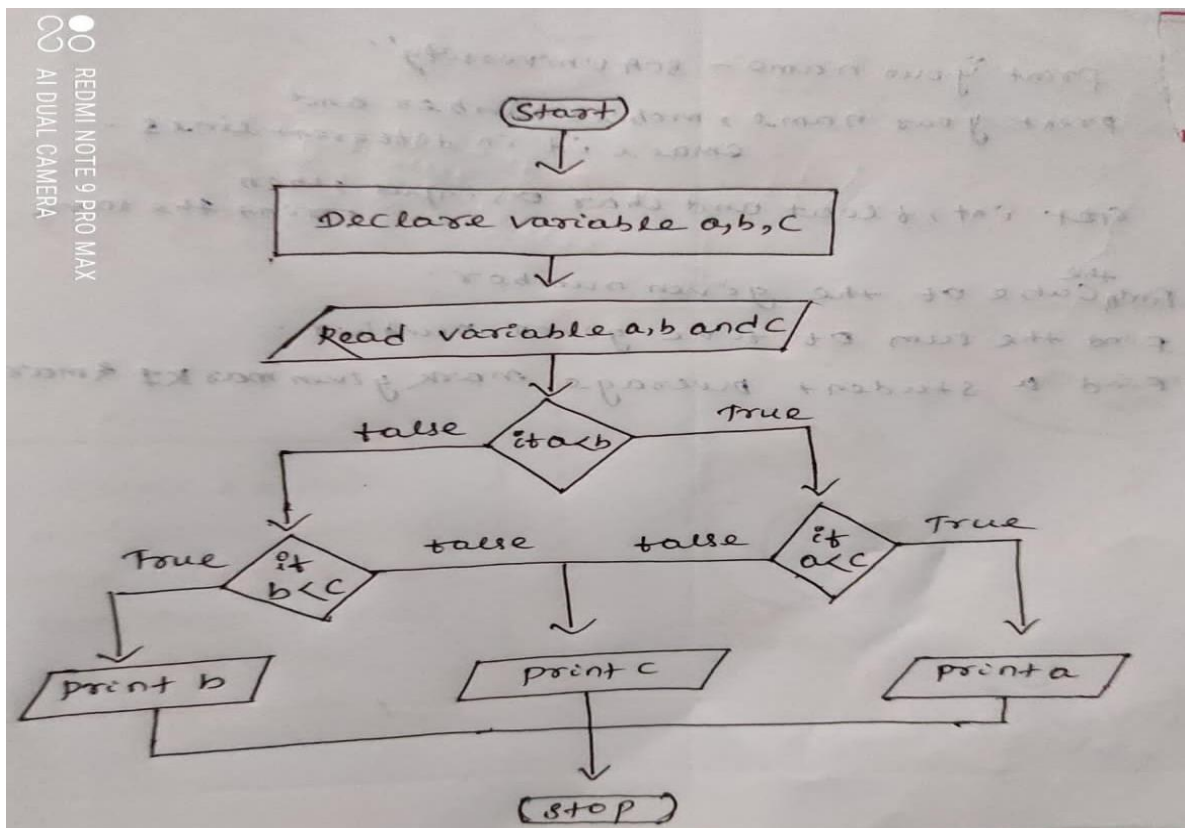 Start
Declare variable a, b, C
Read variable a, b and C
if a<b
false
True
if
b<C
True
false
if
a<C
false
True
print b
print c
print a
Stop
REDMI NOTE 9 PRO MAX
AI DUAL CAMERA